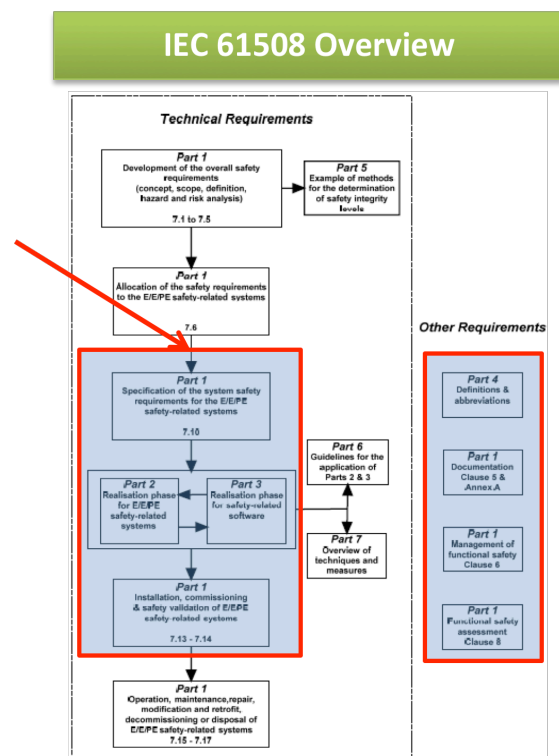 IEC 61508 Overview
Technical Requirements
Part 1
Development of the overall safety
requirements
(concept, scope, definition,
hazard and risk analysis)
7.1 to 7.5
Part 5
Example of methods
for the determination
of safety integrity
levels
Part 1
Allocation of the safety requirements
to the E/E/PE safety-related systems
7.6
Other Requirements
Part 1
Specification of the system safety
requirements for the E/E/PE
safety-related systems
7.10
Part 4
Definitions &
abbreviations
Part 6
Guidelines for the
application of
Parts 2 & 3
Part 1
Documentation
Clause 5 &
Annex A
Part 2
Realisation phase
for E/E/PE
safety-related
systems
Part 3
Realisation phase
for safety-related
software
Part 7
Overview of
techniques and
measures
Part 1
Management of
functional safety
Clause 6
Part 1
Installation, commissioning
& safety validation of E/E/PE
safety-related systems
7.13 - 7.14
Part 1
Functional safety
assessment
Clause 8
Part 1
Operation, maintenance,repair,
modification and retrofit,
decommissioning or disposal of
E/E/PE safety-related systems
7.15 - 7.17